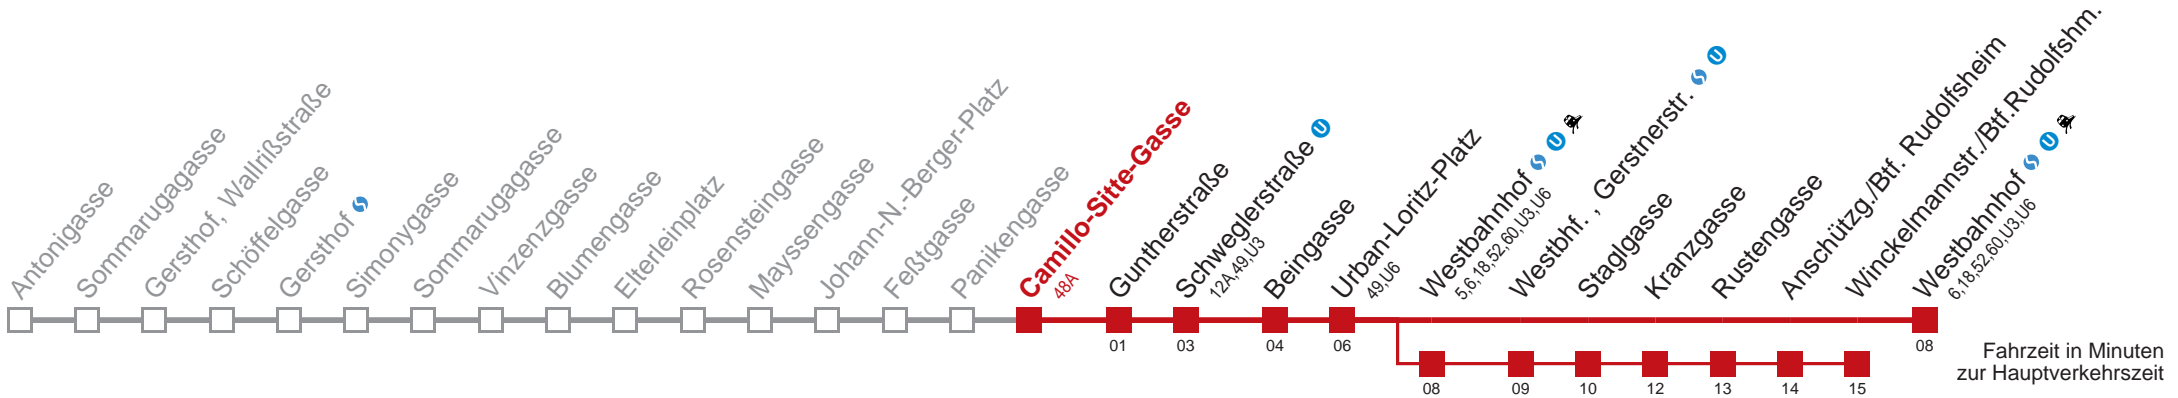 Antonigasse
Sommarugagasse
Gersthof, Wallrißstraße
Schöffelgasse
Gersthof
Simonygasse
Sommarugagasse
Vinzenzgasse
Blumengasse
Elterleinplatz
Rosensteingasse
Mayssengasse
Johann-N.-Berger-Platz
Feßtgasse
Panikengasse
Camillo-Sitte-Gasse
48A
Guntherstraße
Schweglerstraße U
12A,49,U3
Beingasse
Urban-Loritz-Platz
49,U6
Westbahnhof U
5,6,18,52,60,U3,U6
Westbhf. , Gerstnerstr. U
Staglgasse
Kranzgasse
Rustengasse
Anschützg./Btf. Rudolfsheim
Winckelmannstr./Btf.Rudolfshm.
Westbahnhof U
6,18,52,60,U3,U6
01
03
04
06
08
08
09
10
12
13
14
15
Fahrzeit in Minuten
zur Hauptverkehrszeit